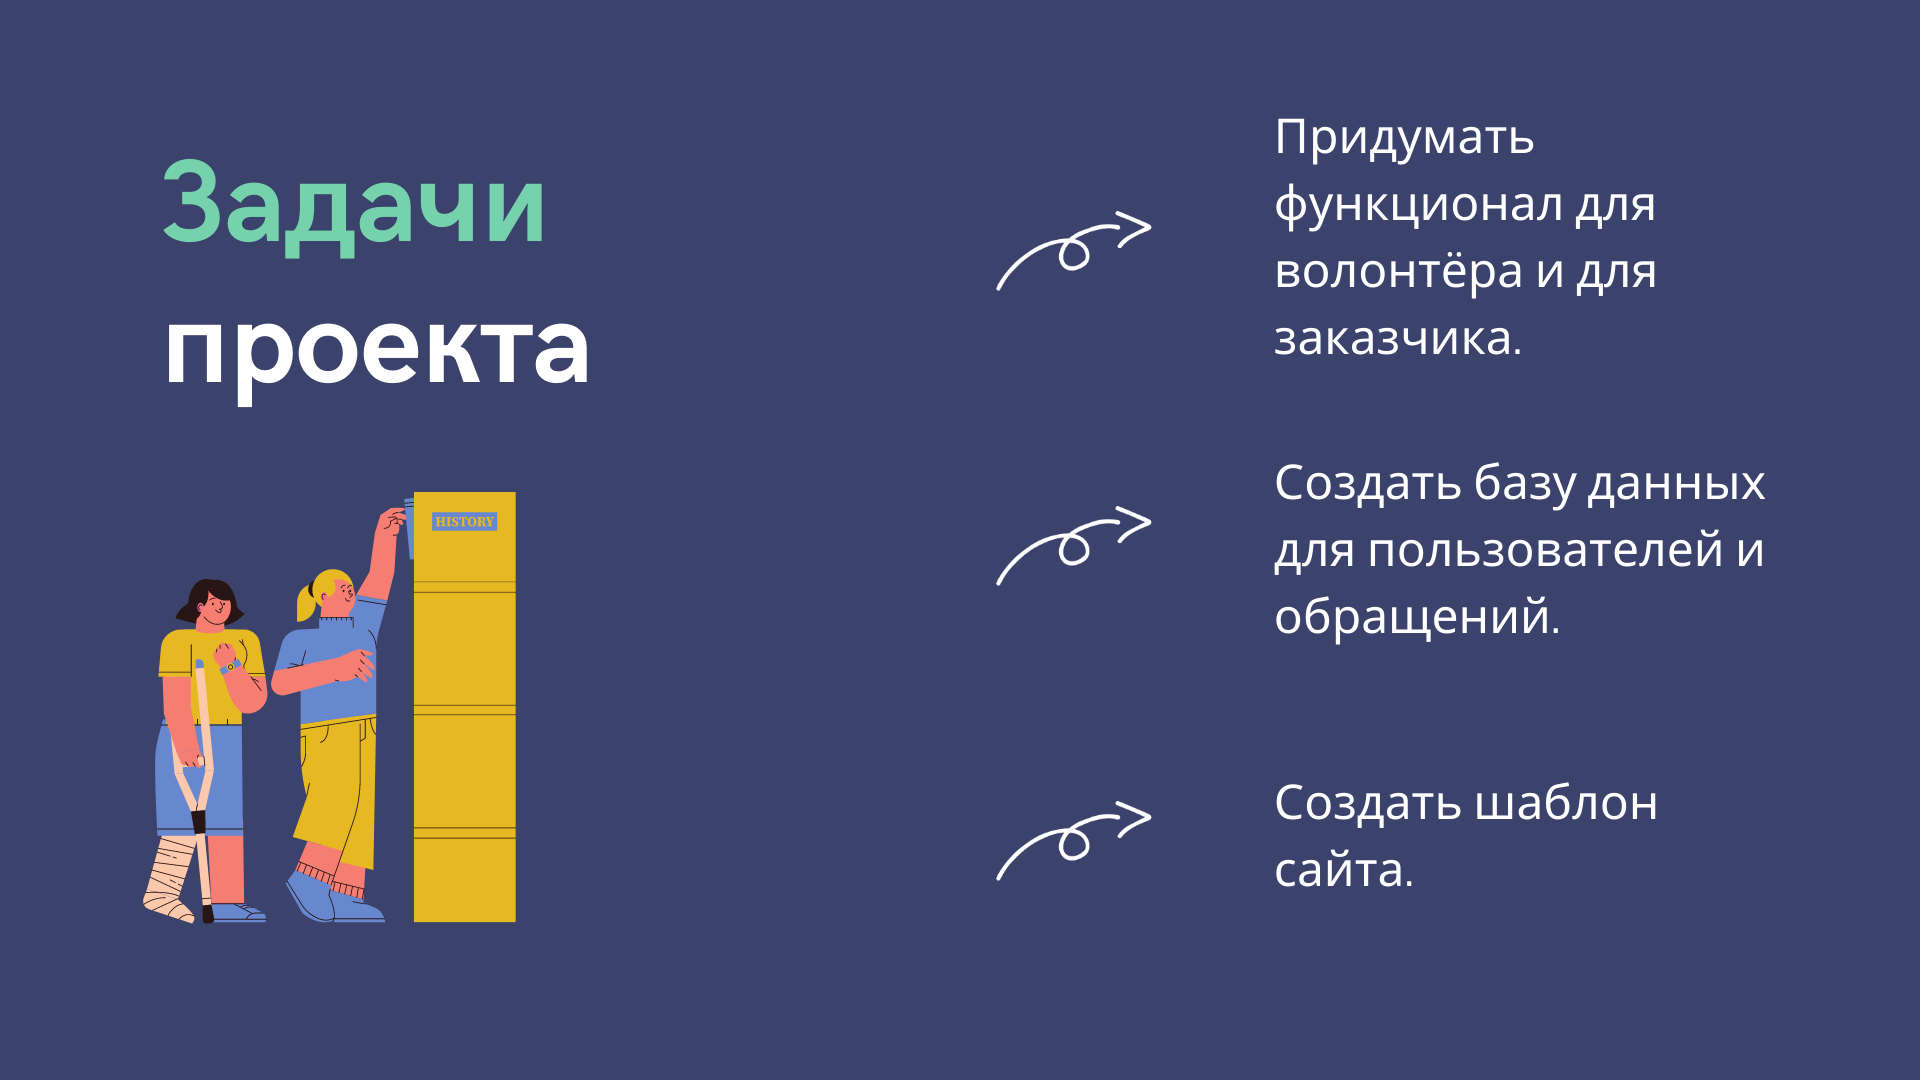 Задачи
проекта
HISTORY
Придумать
функционал для
волонтёра и для
заказчика.
Создать базу данных
для пользователей и
обращений.
Создать шаблон
сайта.